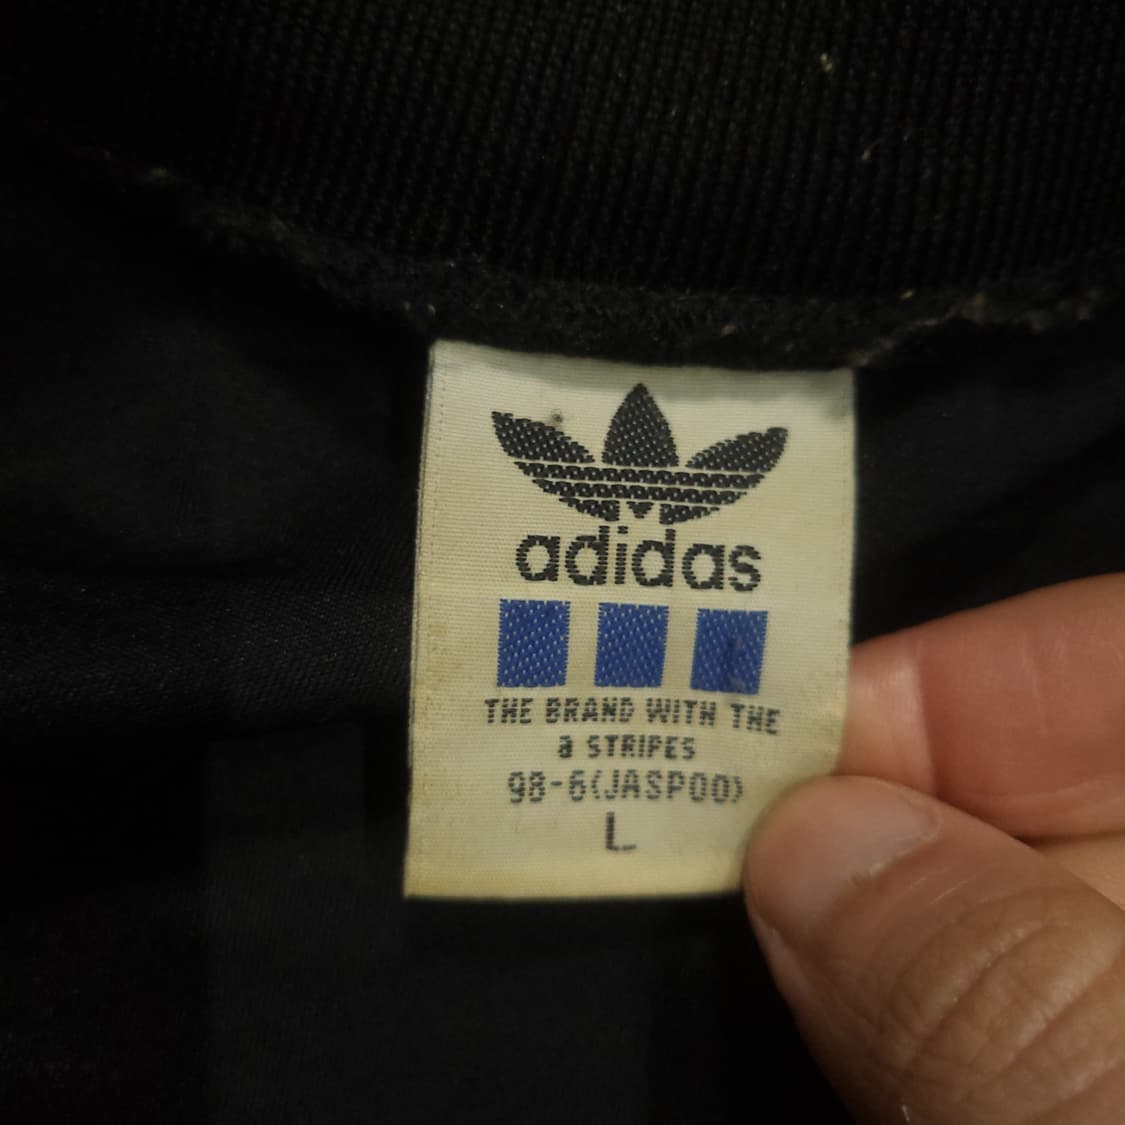 adidas
THE BRAND WITH THE
3 STRIPES
98-6(JASPOO)
L